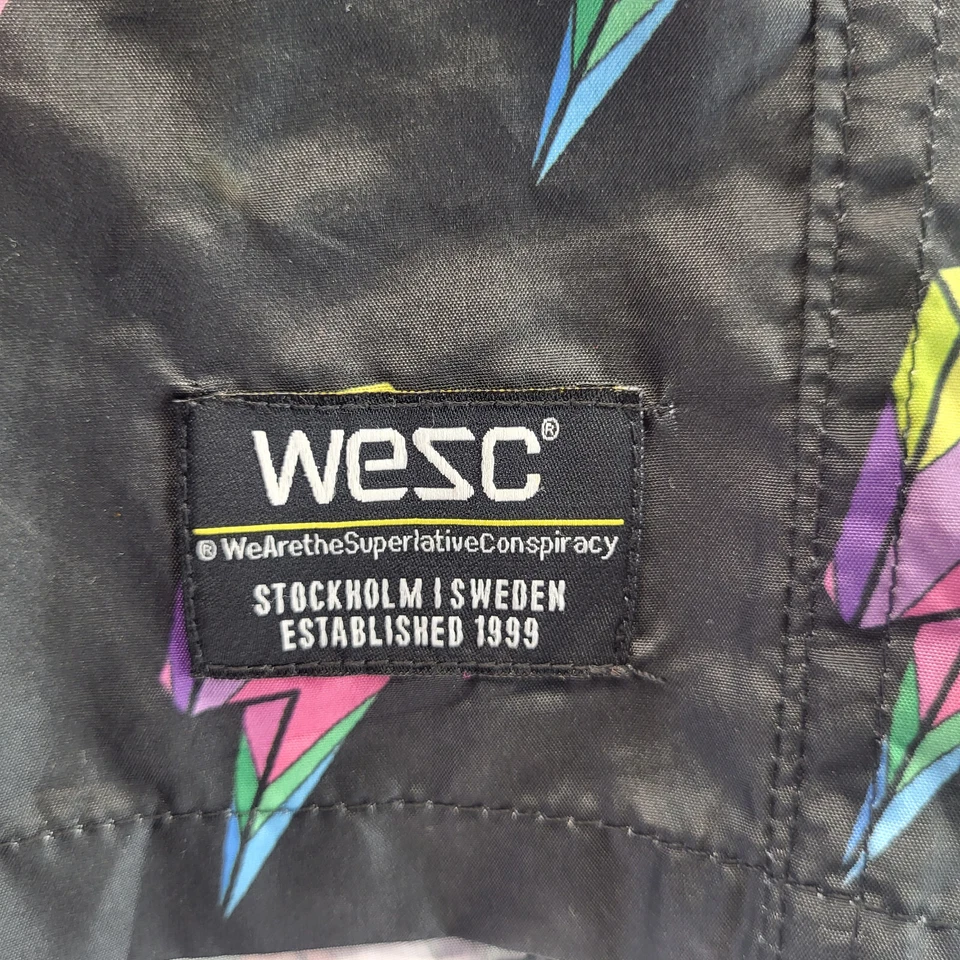 wesc®
® WeAretheSuperlativeConspiracy
STOCKHOLM | SWEDEN
ESTABLISHED 1999